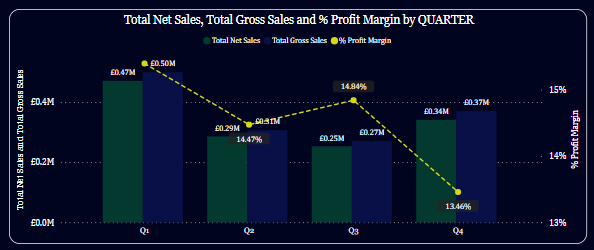 Total Net Sales, Total Gross Sales and % Profit Margin by QUARTER
Total Net Sales Total Gross Sales % Profit Margin
Total Net Sales and Total Gross Sales
£0.4M
£0.2M
£0.0M
£0.47M
£0.50M
£0.29M
£0.31M
14.47%
£0.25M
£0.27M
14.84%
£0.34M
£0.37M
13.46%
15%
14%
13%
% Profit Margin
Q1 Q2 Q3 Q4